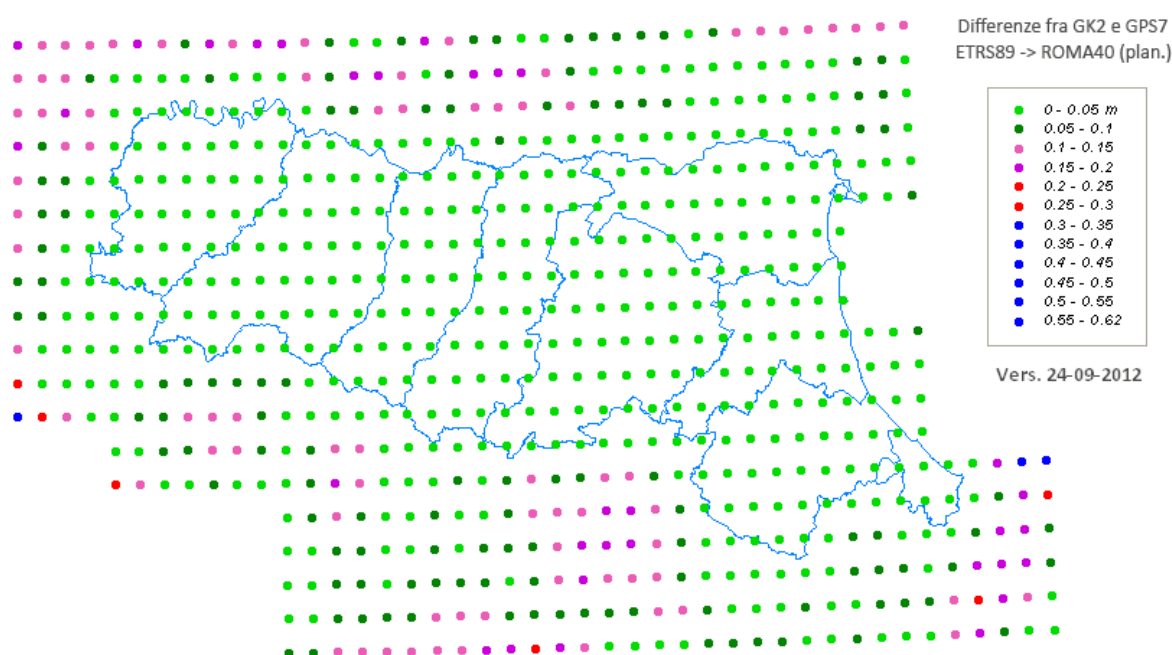 Differenze fra GK2 e GPS7
ETRS89 -> ROMA40 (plan.)
0 - 0.05 m
0.05 - 0.1
0.1 - 0.15
0.15 - 0.2
0.2 - 0.25
0.25 - 0.3
0.3 - 0.35
0.35 - 0.4
0.4 - 0.45
0.45 - 0.5
0.5 - 0.55
0.55 - 0.62
Vers. 24-09-2012